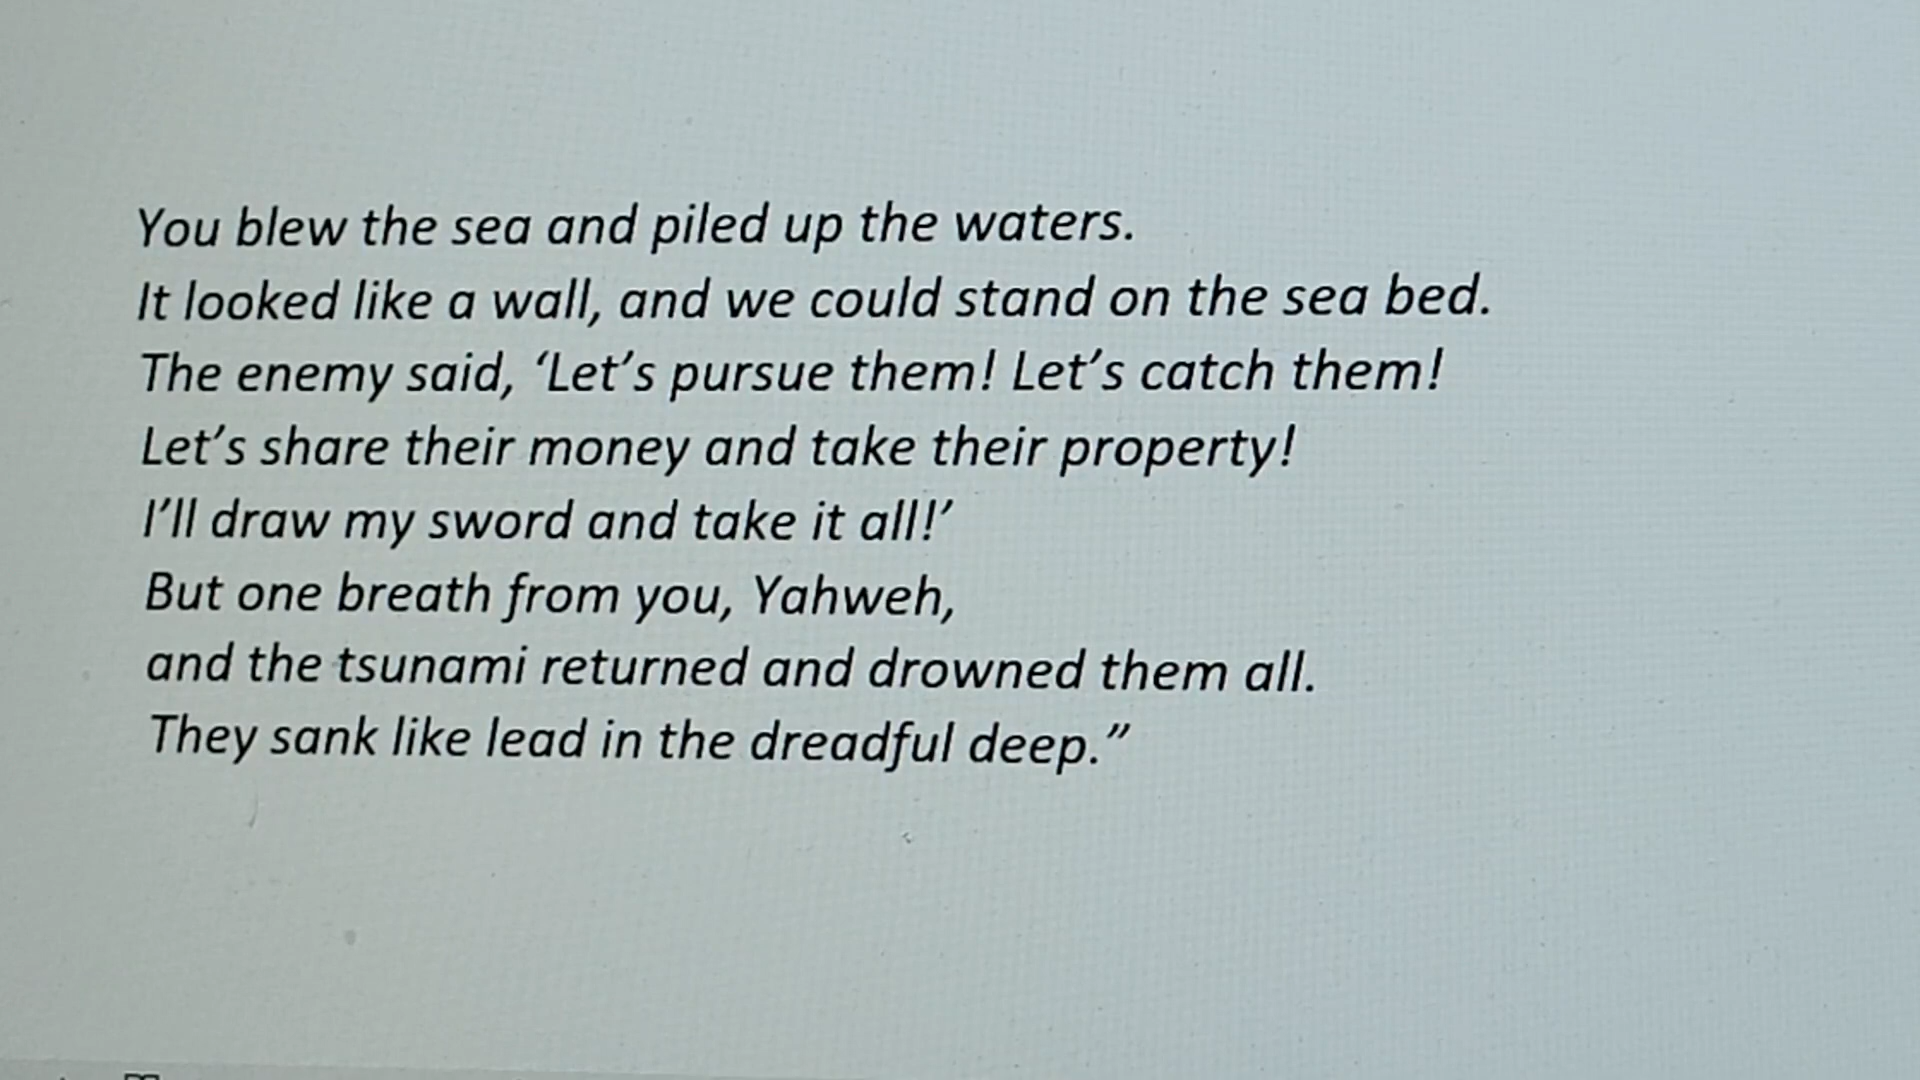 You blew the sea and piled up the waters.
It looked like a wall, and we could stand on the sea bed.
The enemy said, ‘Let’s pursue them! Let’s catch them!
Let’s share their money and take their property!
I’ll draw my sword and take it all!’
But one breath from you, Yahweh,
and the tsunami returned and drowned them all.
They sank like lead in the dreadful deep.”